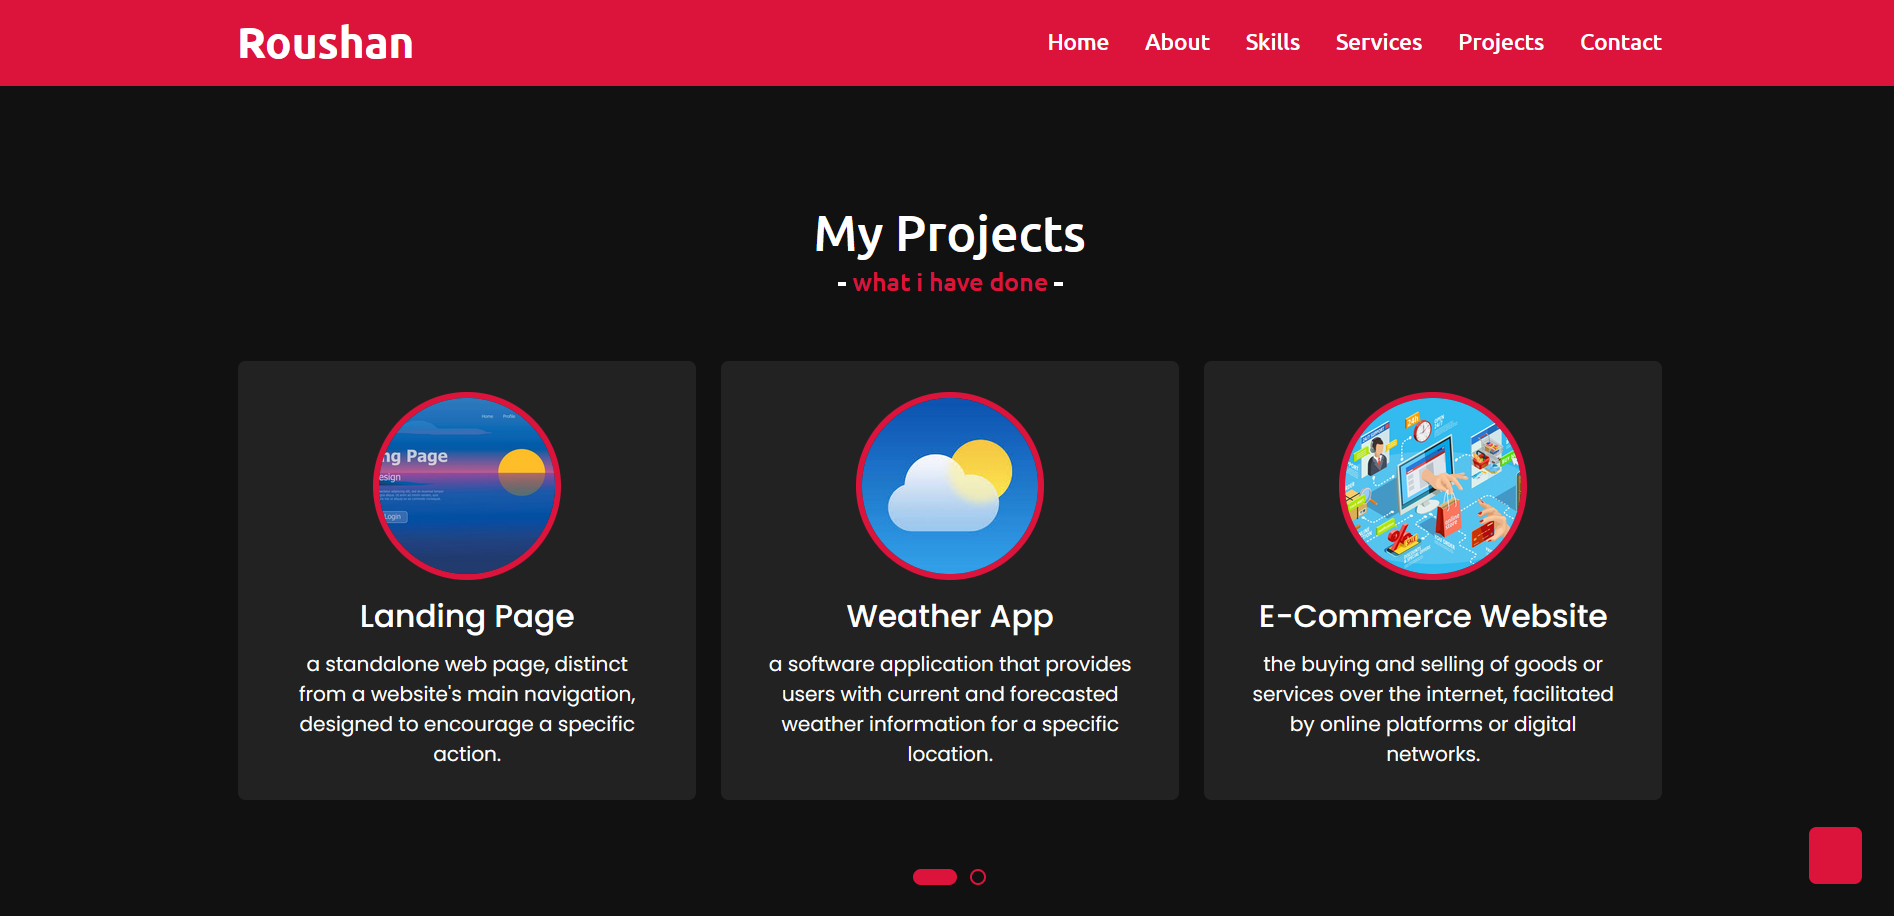 Roushan
Home About Skills Services Projects Contact
My Projects
- what i have done -
Home Profile
ng Page
esign
Login
24h
Landing Page
a standalone web page, distinct
from a website's main navigation,
designed to encourage a specific
action.
Weather App
a software application that provides
users with current and forecasted
weather information for a specific
location.
E-Commerce Website
the buying and selling of goods or
services over the internet, facilitated
by online platforms or digital
networks.